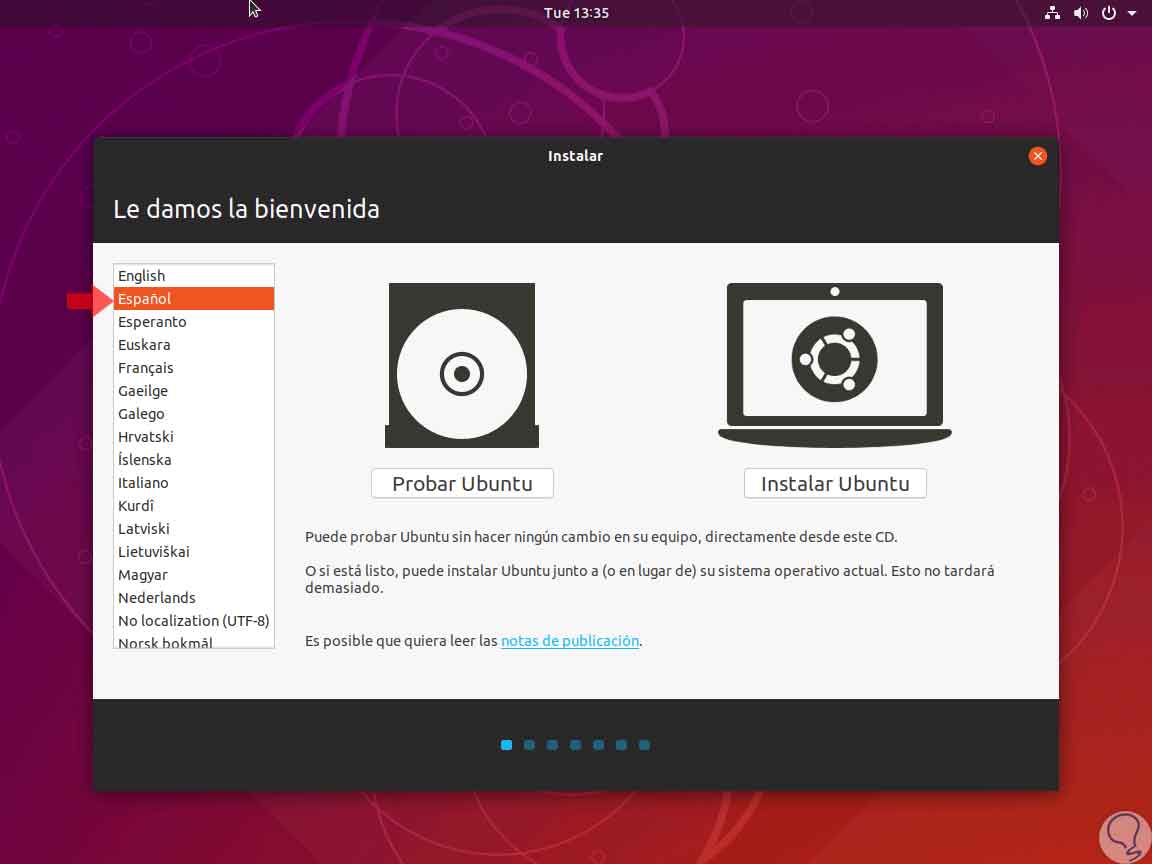 Tue 13:35
Instalar
Le damos la bienvenida
English
Español
Esperanto
Euskara
Français
Gaeilge
Galego
Hrvatski
Íslenska
Italiano
Kurdî
Latviski
Lietuviškai
Magyar
Nederlands
No localization (UTF-8)
Norsk bokmål
Probar Ubuntu
Instalar Ubuntu
Puede probar Ubuntu sin hacer ningún cambio en su equipo, directamente desde este CD.
O si está listo, puede instalar Ubuntu junto a (o en lugar de) su sistema operativo actual. Esto no tardará
demasiado.
Es posible que quiera leer las notas de publicación.